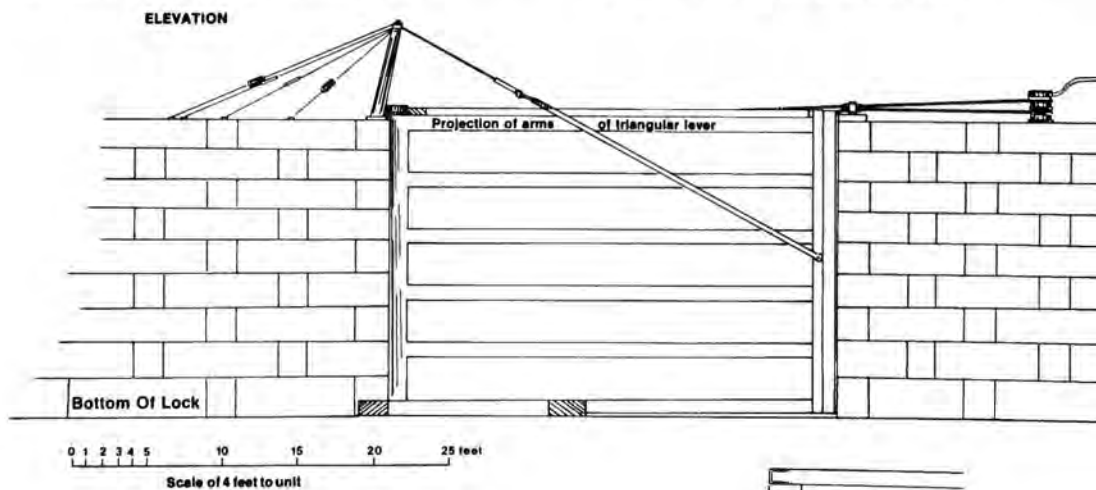 ELEVATION
Projection of arms of triangular lever
Bottom Of Lock
0 1 2 3 4 5 10 15 20 25 feet
Scale of 4 feet to unit